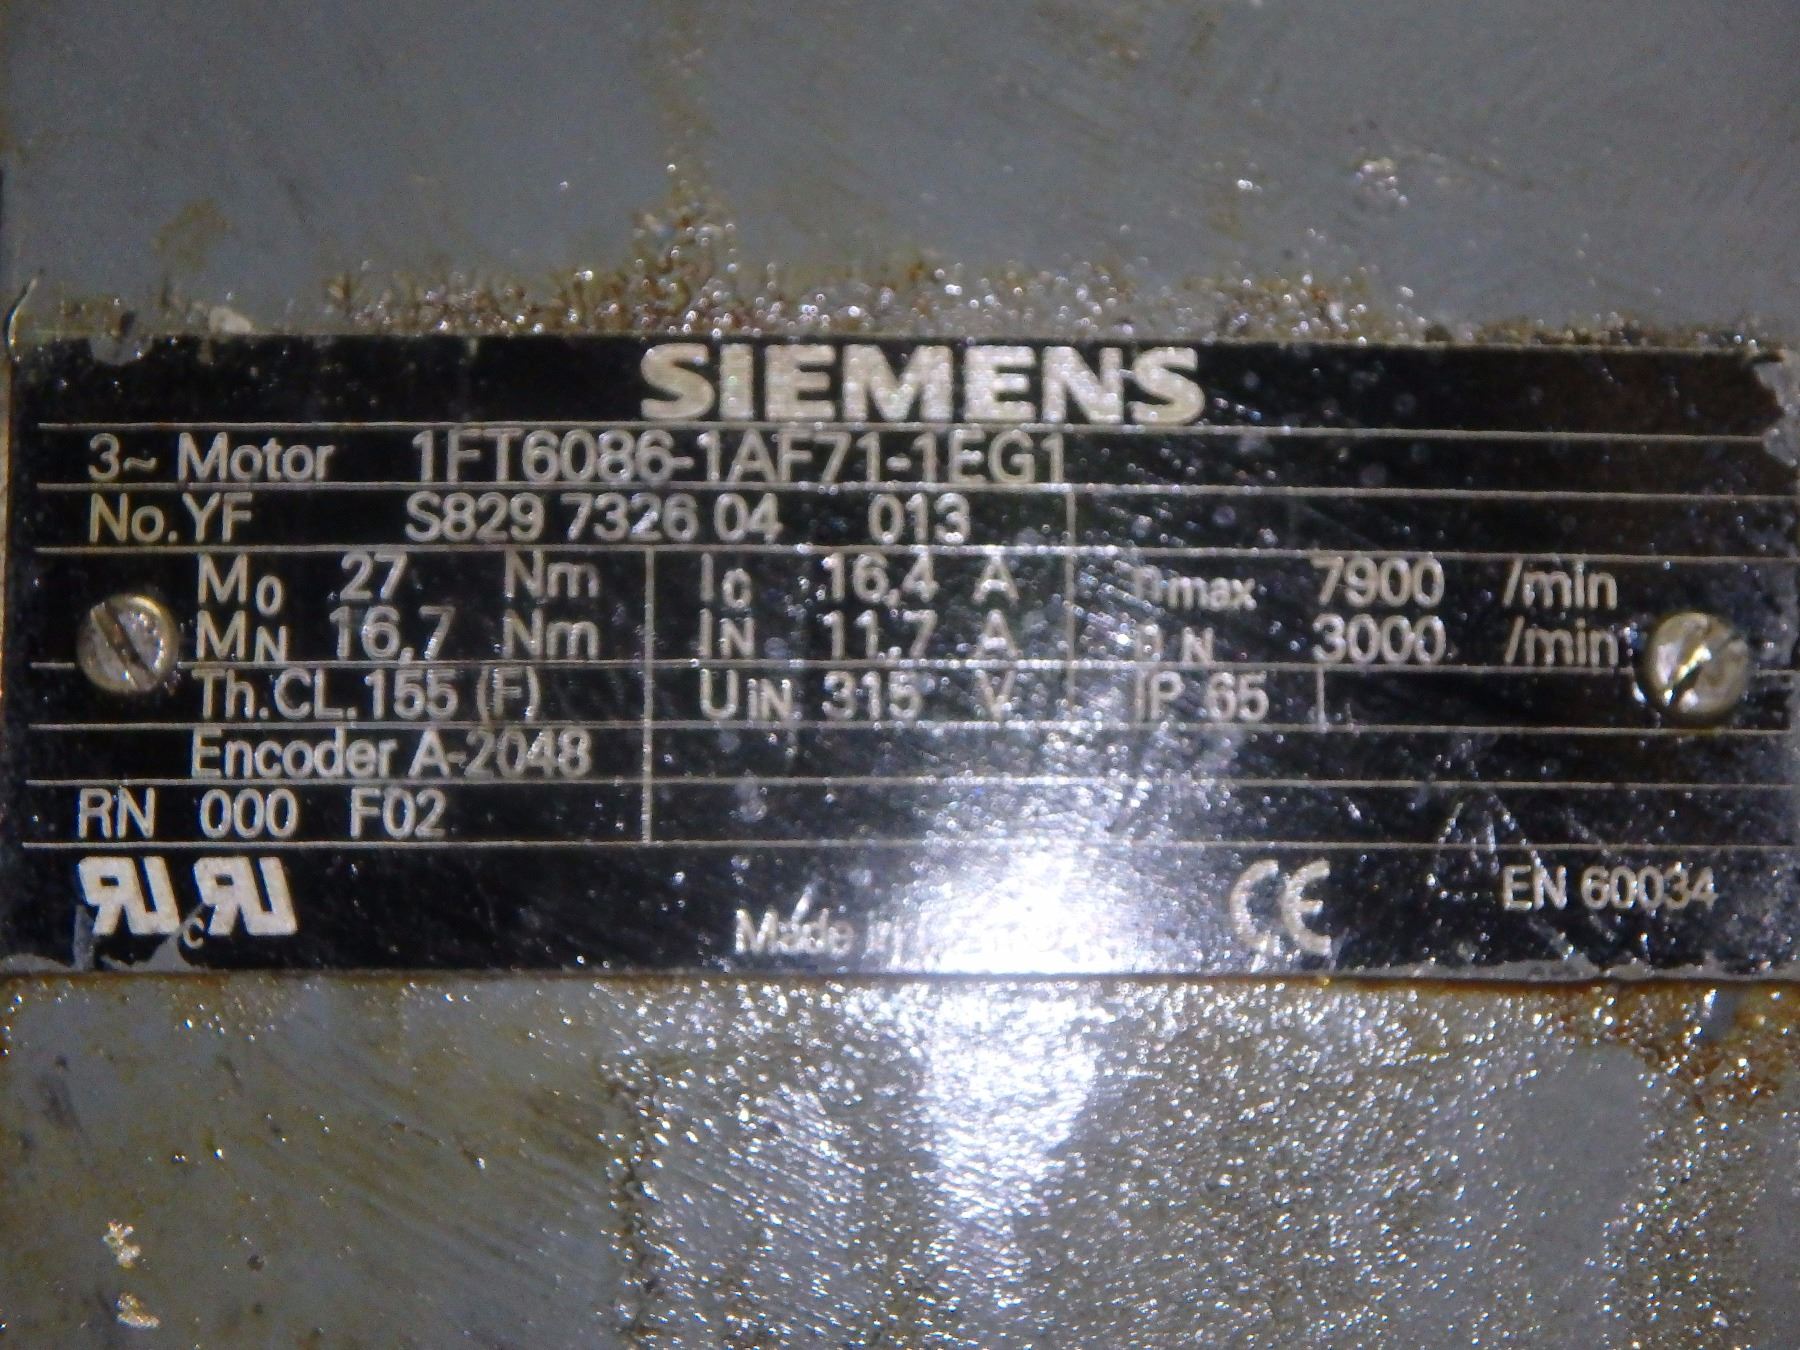 SIEMENS
3~ Motor 1FT6086-1AF71-1EG1
No.YF S829 7326 04 013
M0 27 Nm I0 16,4 A nmax 7900 /min
MN 16,7 Nm IN 11,7 A nN 3000 /min
Th.CL.155 (F) UIN 315 V IP 65
Encoder A-2048
RN 000 F02
Made in
CE
EN 60034